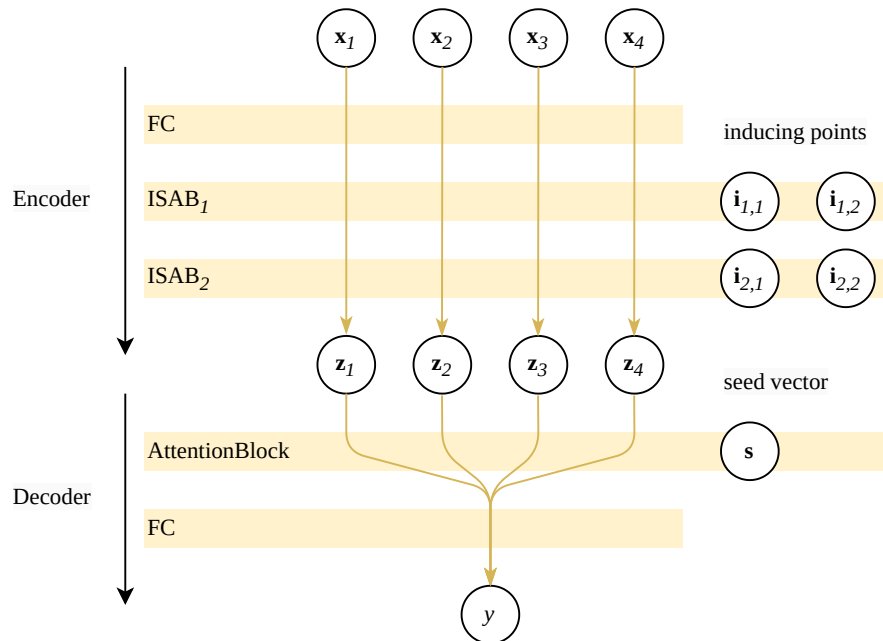 x1 x2 x3 x4
FC
inducing points
Encoder
ISAB1
i1,1 i1,2
ISAB2
i2,1 i2,2
z1 z2 z3 z4
seed vector
AttentionBlock
s
Decoder
FC
y